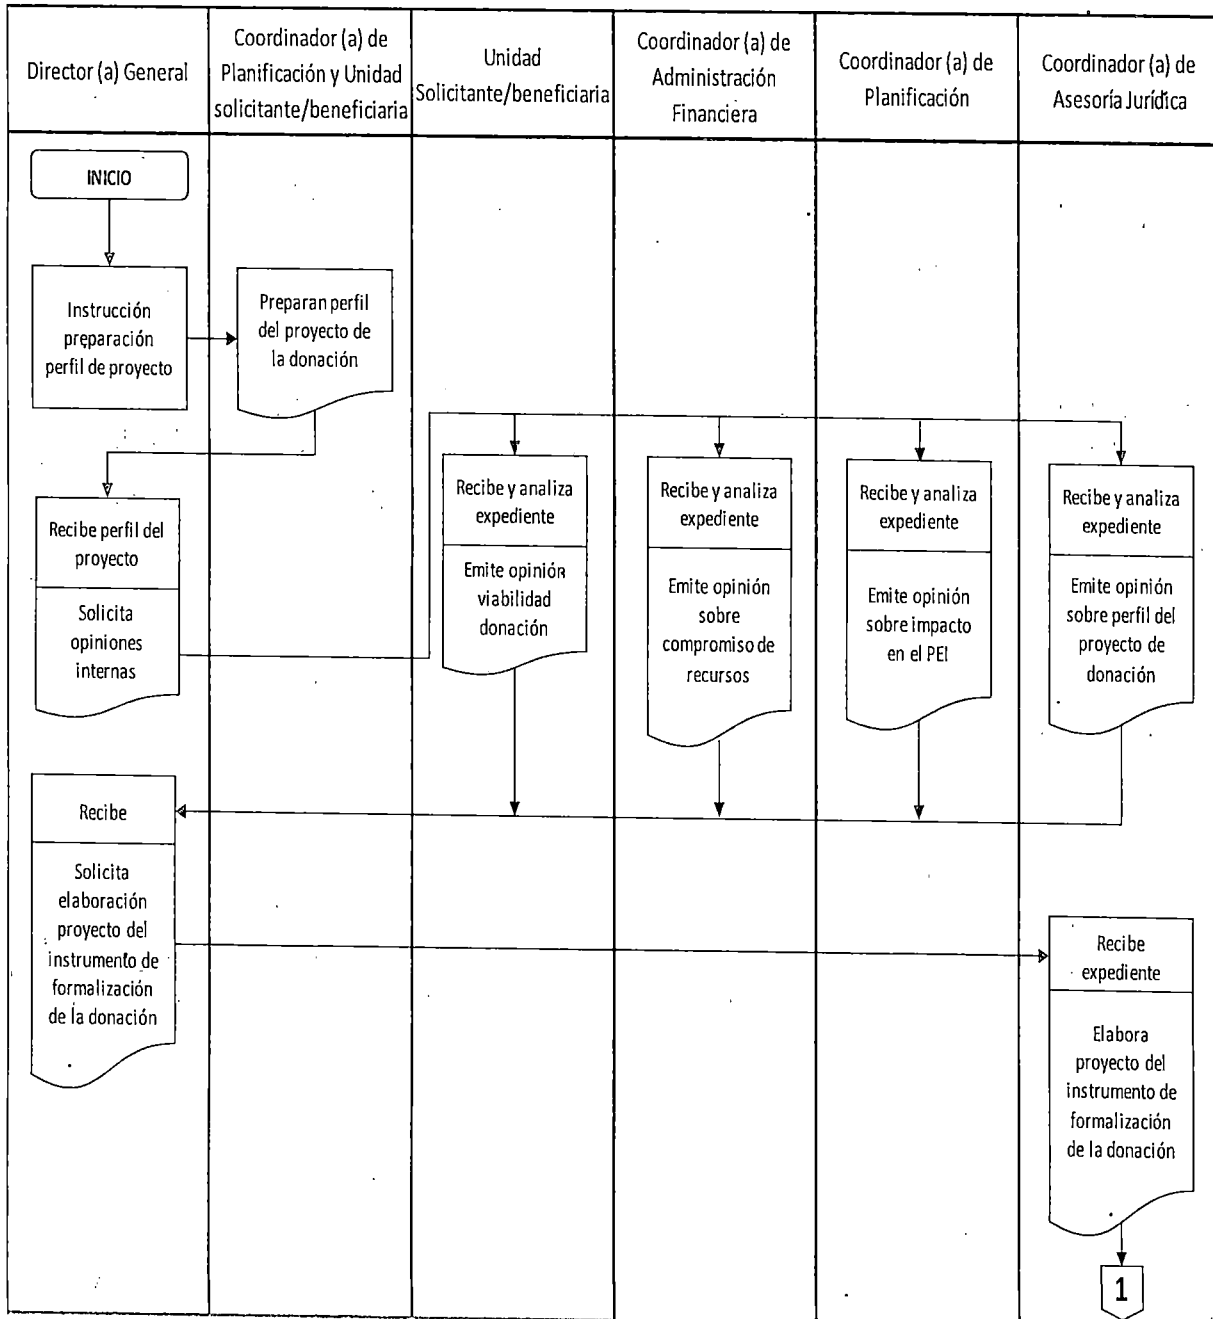 Director (a) General
Coordinador (a) de
Planificación y Unidad
solicitante/beneficiaria
Unidad
Solicitante/beneficiaria
Coordinador (a) de
Administración
Financiera
Coordinador (a) de
Planificación
Coordinador (a) de
Asesoría Jurídica
INICIO
Instrucción
preparación
perfil de proyecto
Preparan perfil
del proyecto de
la donación
Recibe perfil del
proyecto
Solicita
opiniones
internas
Recibe y analiza
expediente
Emite opinión
viabilidad
donación
Recibe y analiza
expediente
Emite opinión
sobre
compromiso de
recursos
Recibe y analiza
expediente
Emite opinión
sobre impacto
en el PEI
Recibe y analiza
expediente
Emite opinión
sobre perfil del
proyecto de
donación
Recibe
Solicita
elaboración
proyecto del
instrumento de
formalización
de la donación
Recibe
expediente
Elabora
proyecto del
instrumento de
formalización
de la donación
1